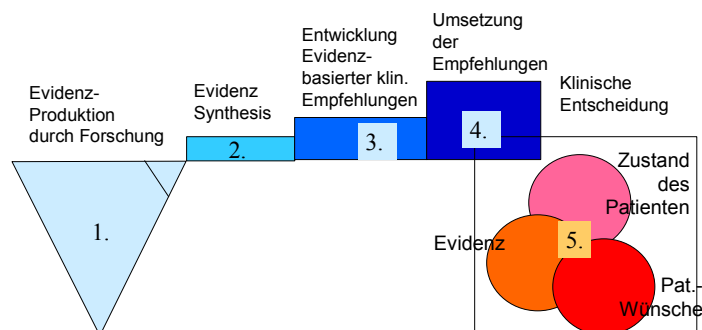 Evidenz-
Produktion
durch Forschung
1.
Evidenz
Synthesis
2.
Entwicklung
Evidenz-
basierter klin.
Empfehlungen
3.
Umsetzung
der
Empfehlungen
4.
Klinische
Entscheidung
Zustand
des
Patienten
Evidenz
5.
Pat.-
Wünsche